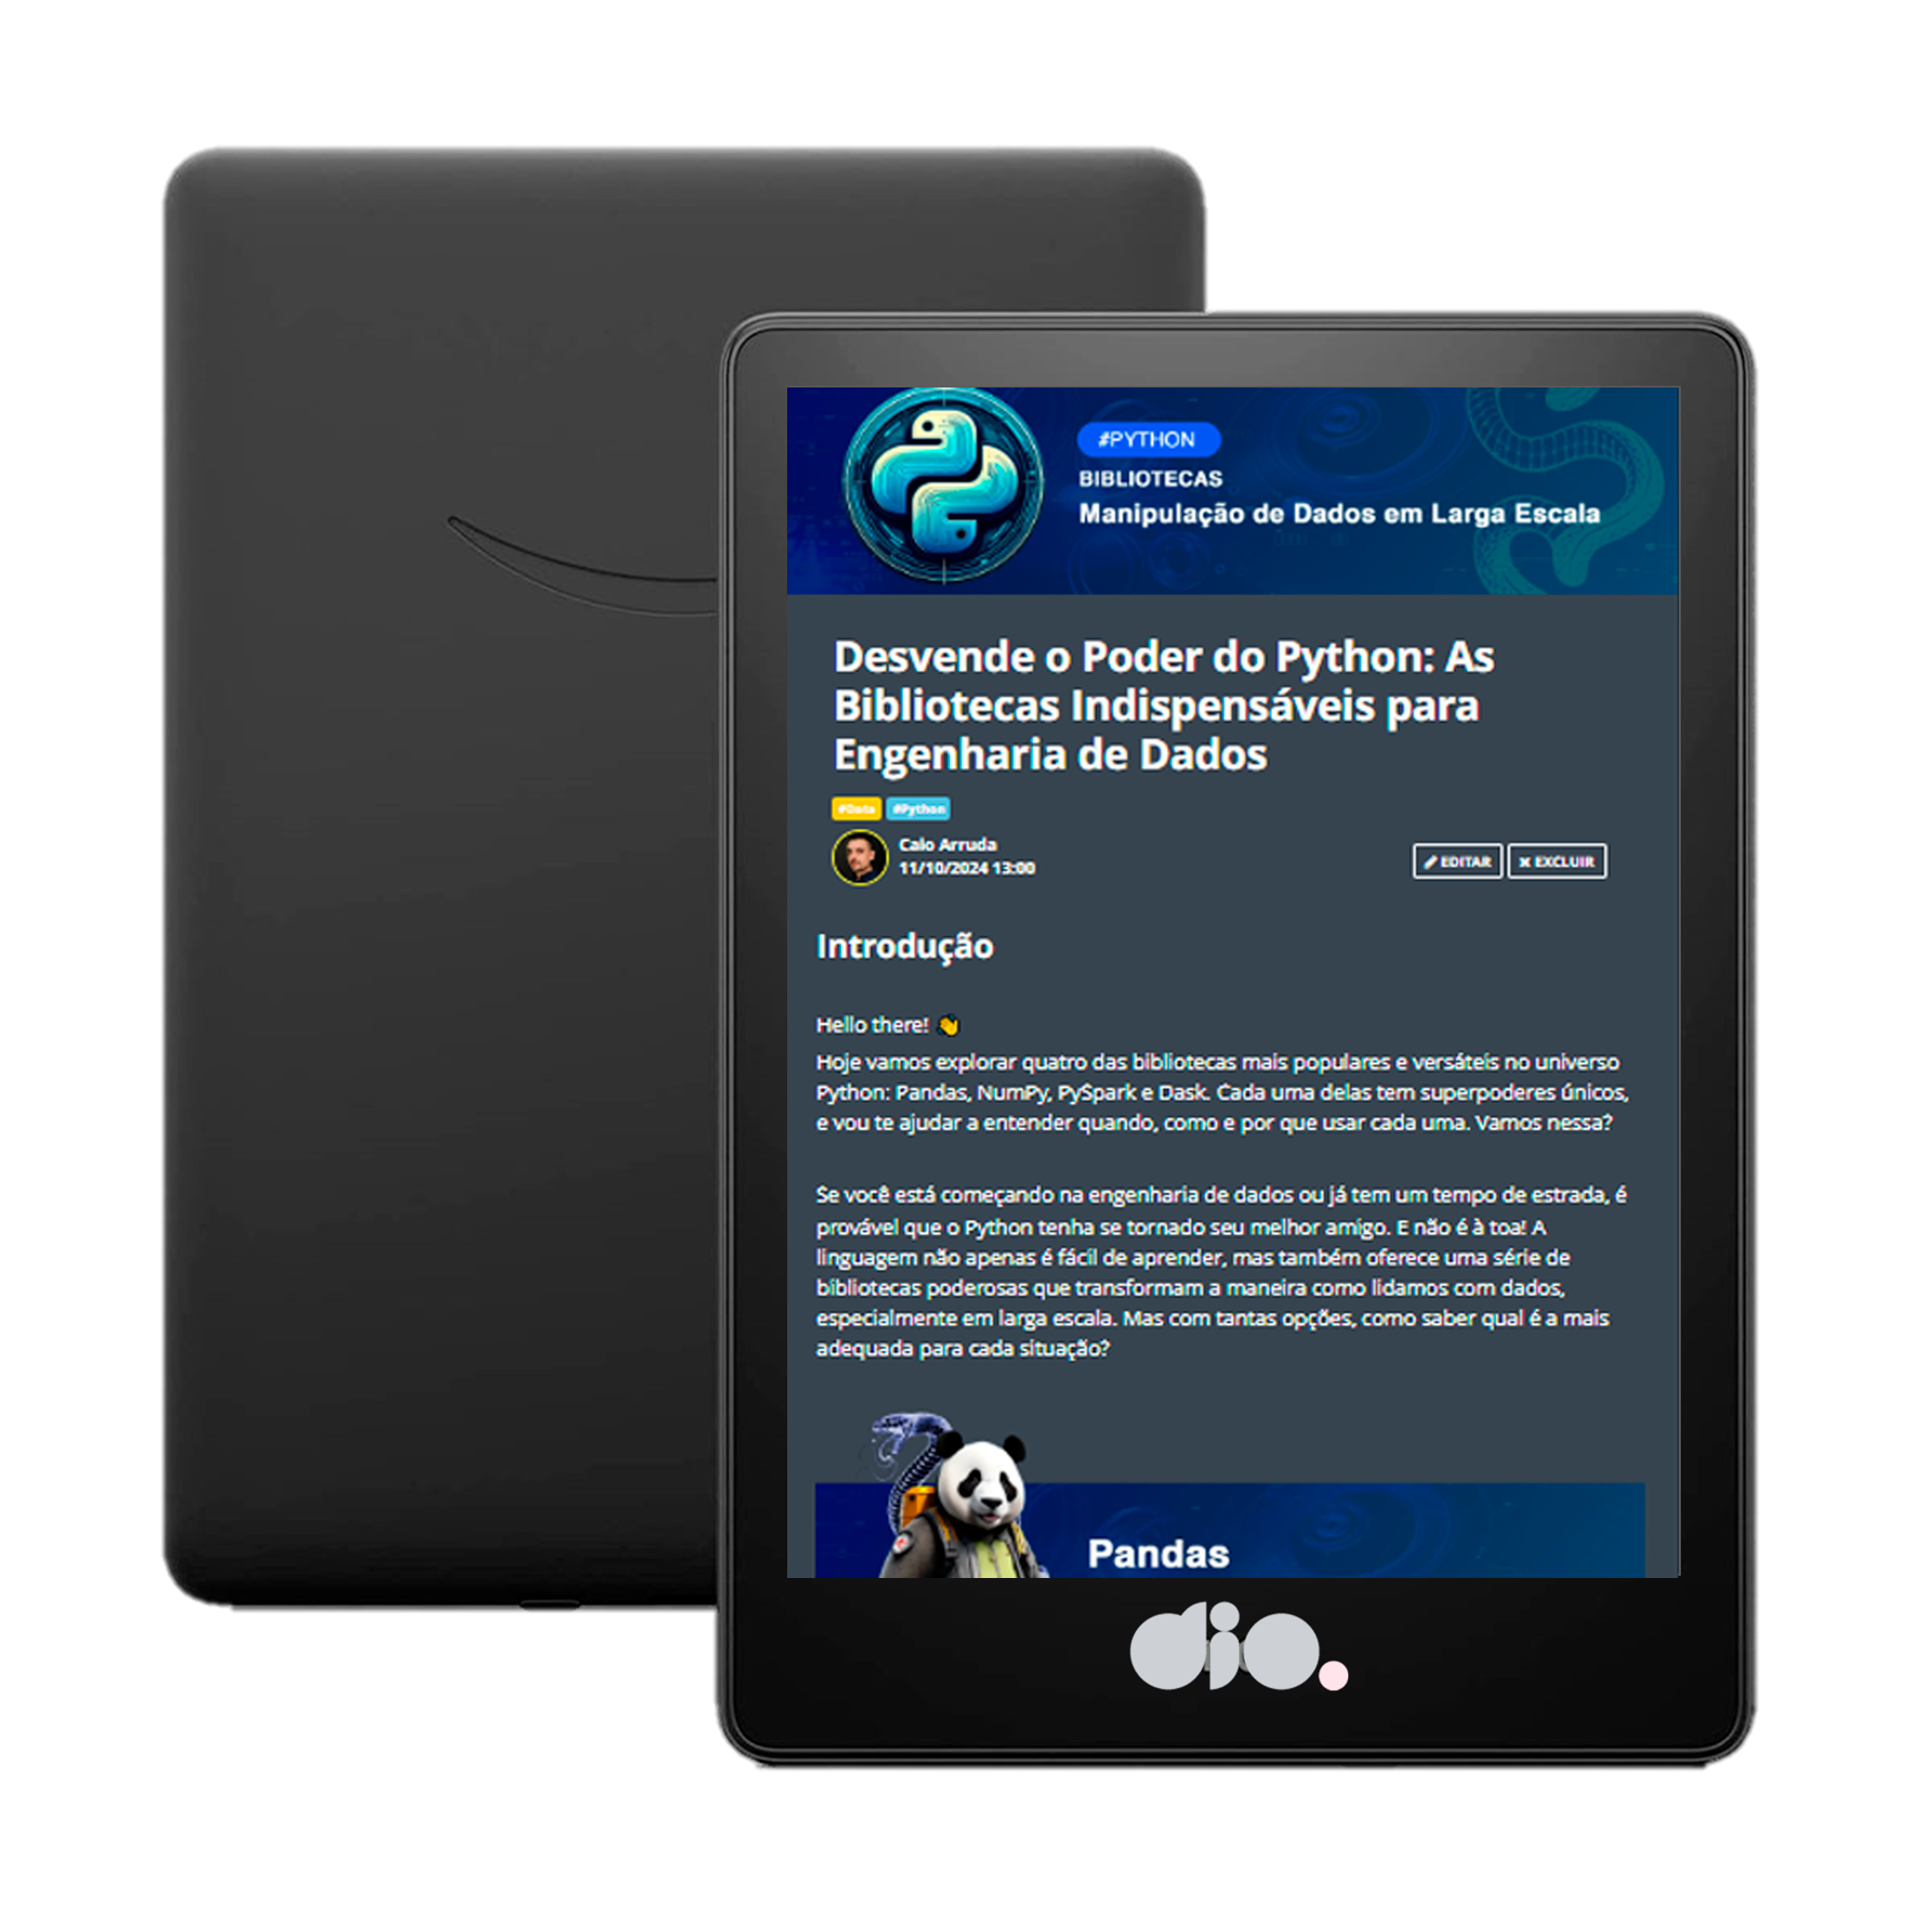 #PYTHON
BIBLIOTECAS
Manipulação de Dados em Larga Escala
Desvende o Poder do Python: As
Bibliotecas Indispensáveis para
Engenharia de Dados
#Data #Python
Caio Arruda
11/10/2024 13:00
EDITAR EXCLUIR
Introdução
Hello there! 👋
Hoje vamos explorar quatro das bibliotecas mais populares e versáteis no universo
Python: Pandas, NumPy, PySpark e Dask. Cada uma delas tem superpoderes únicos,
e vou te ajudar a entender quando, como e por que usar cada uma. Vamos nessa?
Se você está começando na engenharia de dados ou já tem um tempo de estrada, é
provável que o Python tenha se tornado seu melhor amigo. E não é à toa! A
linguagem não apenas é fácil de aprender, mas também oferece uma série de
bibliotecas poderosas que transformam a maneira como lidamos com dados,
especialmente em larga escala. Mas com tantas opções, como saber qual é a mais
adequada para cada situação?
Pandas
dio.